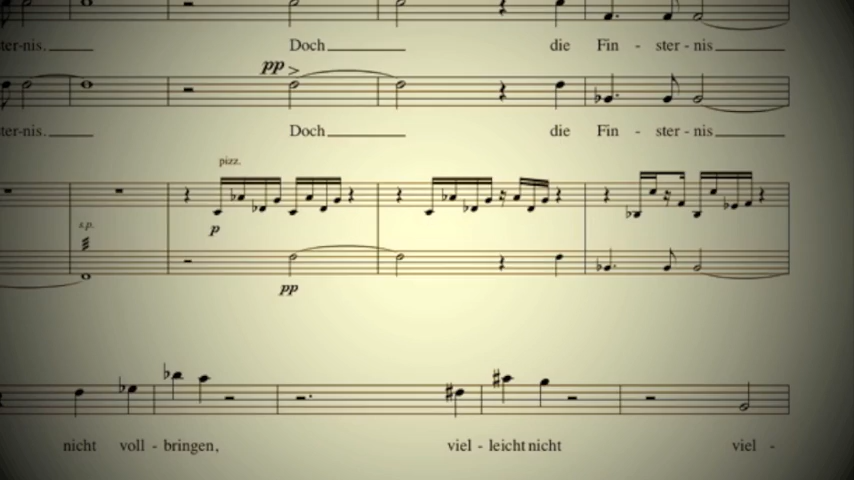 ter-nis. Doch die Fin - ster - nis
pp
ter-nis. Doch die Fin - ster - nis
pizz.
p
s.p.
pp
nicht voll - bringen, viel - leicht nicht viel -